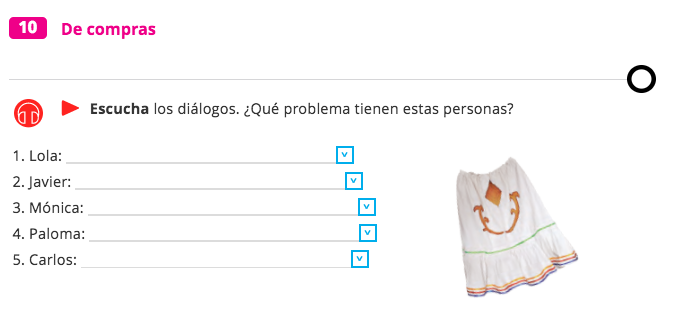 10 De compras
Escucha los diálogos. ¿Qué problema tienen estas personas?
1. Lola:
2. Javier:
3. Mónica:
4. Paloma:
5. Carlos: